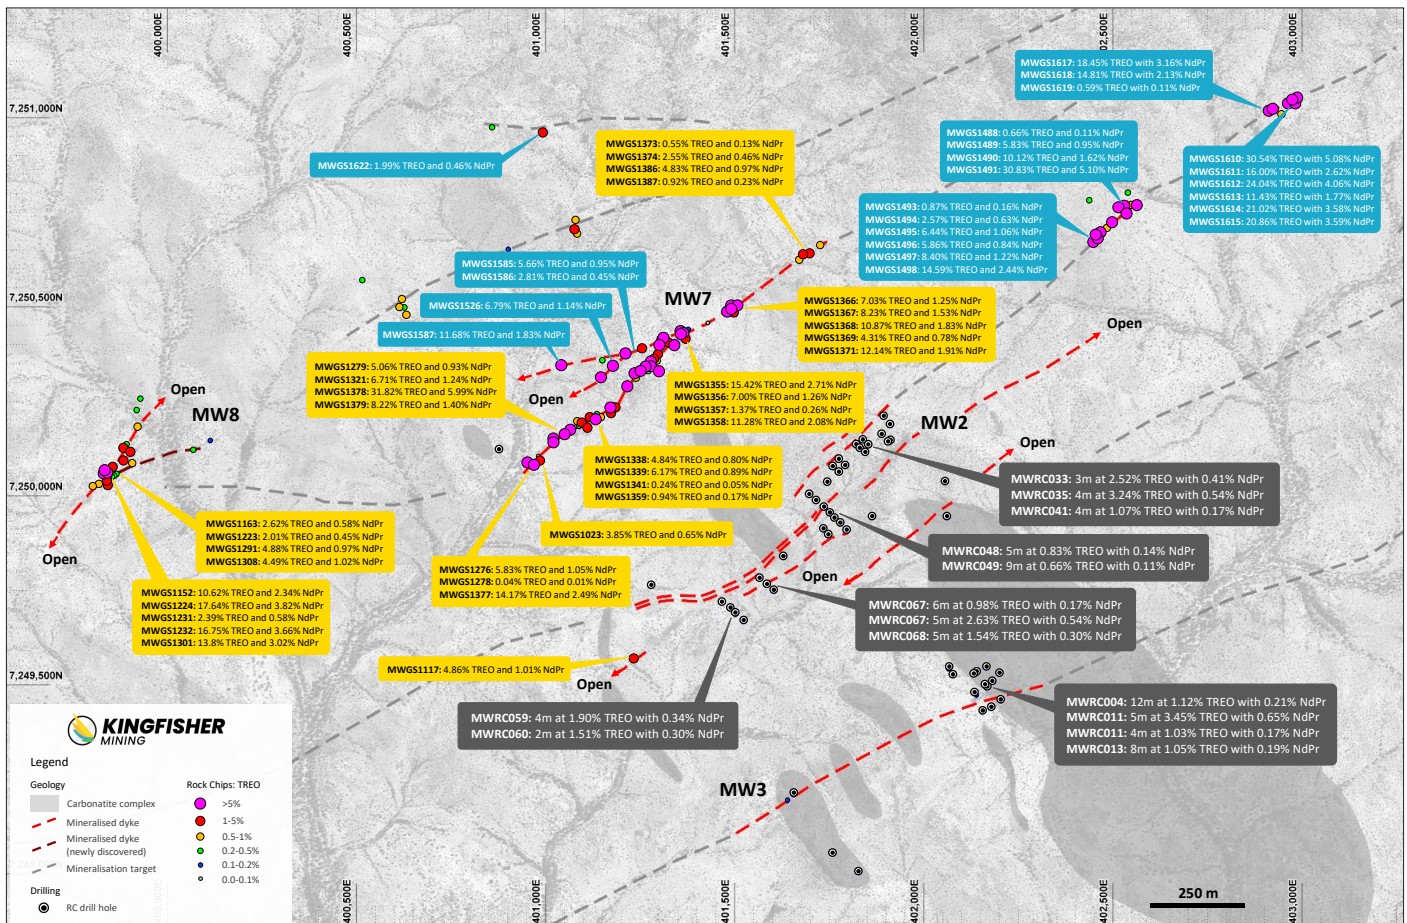 400,000E
400,500E
401,000E
401,500E
402,000E
402,500E
403,000E
7,251,000N
7,250,500N
7,250,000N
7,249,500N
MWGS1617: 18.45% TREO with 3.16% NdPr
MWGS1618: 14.81% TREO with 2.13% NdPr
MWGS1619: 0.59% TREO with 0.11% NdPr
MWGS1488: 0.66% TREO and 0.11% NdPr
MWGS1489: 5.83% TREO and 0.95% NdPr
MWGS1490: 10.12% TREO and 1.62% NdPr
MWGS1491: 30.83% TREO and 5.10% NdPr
MWGS1610: 30.54% TREO with 5.08% NdPr
MWGS1611: 16.00% TREO with 2.62% NdPr
MWGS1612: 24.04% TREO with 4.06% NdPr
MWGS1613: 11.43% TREO with 1.77% NdPr
MWGS1614: 21.02% TREO with 3.58% NdPr
MWGS1615: 20.86% TREO with 3.59% NdPr
MWGS1373: 0.55% TREO and 0.13% NdPr
MWGS1374: 2.55% TREO and 0.46% NdPr
MWGS1386: 4.83% TREO and 0.97% NdPr
MWGS1387: 0.92% TREO and 0.23% NdPr
MWGS1622: 1.99% TREO and 0.46% NdPr
MWGS1493: 0.87% TREO and 0.16% NdPr
MWGS1494: 2.57% TREO and 0.63% NdPr
MWGS1495: 6.44% TREO and 1.06% NdPr
MWGS1496: 5.86% TREO and 0.84% NdPr
MWGS1497: 8.40% TREO and 1.22% NdPr
MWGS1498: 14.59% TREO and 2.44% NdPr
MWGS1585: 5.66% TREO and 0.95% NdPr
MWGS1586: 2.81% TREO and 0.45% NdPr
MWGS1526: 6.79% TREO and 1.14% NdPr
MWGS1587: 11.68% TREO and 1.83% NdPr
MW7
MWGS1366: 7.03% TREO and 1.25% NdPr
MWGS1367: 8.23% TREO and 1.53% NdPr
MWGS1368: 10.87% TREO and 1.83% NdPr
MWGS1369: 4.31% TREO and 0.78% NdPr
MWGS1371: 12.14% TREO and 1.91% NdPr
Open
MWGS1279: 5.06% TREO and 0.93% NdPr
MWGS1321: 6.71% TREO and 1.24% NdPr
MWGS1378: 31.82% TREO and 5.99% NdPr
MWGS1379: 8.22% TREO and 1.40% NdPr
Open
MWGS1355: 15.42% TREO and 2.71% NdPr
MWGS1356: 7.00% TREO and 1.26% NdPr
MWGS1357: 1.37% TREO and 0.26% NdPr
MWGS1358: 11.28% TREO and 2.08% NdPr
Open
MW8
MW2
Open
MWGS1338: 4.84% TREO and 0.80% NdPr
MWGS1339: 6.17% TREO and 0.89% NdPr
MWGS1341: 0.24% TREO and 0.05% NdPr
MWGS1359: 0.94% TREO and 0.17% NdPr
MWRC033: 3m at 2.52% TREO with 0.41% NdPr
MWRC035: 4m at 3.24% TREO with 0.54% NdPr
MWRC041: 4m at 1.07% TREO with 0.17% NdPr
MWGS1163: 2.62% TREO and 0.58% NdPr
MWGS1223: 2.01% TREO and 0.45% NdPr
MWGS1291: 4.88% TREO and 0.97% NdPr
MWGS1308: 4.49% TREO and 1.02% NdPr
MWGS1023: 3.85% TREO and 0.65% NdPr
Open
MWRC048: 5m at 0.83% TREO with 0.14% NdPr
MWRC049: 9m at 0.66% TREO with 0.11% NdPr
MWGS1276: 5.83% TREO and 1.05% NdPr
MWGS1278: 0.04% TREO and 0.01% NdPr
MWGS1377: 14.17% TREO and 2.49% NdPr
Open
MWGS1152: 10.62% TREO and 2.34% NdPr
MWGS1224: 17.64% TREO and 3.82% NdPr
MWGS1231: 2.39% TREO and 0.58% NdPr
MWGS1232: 16.75% TREO and 3.66% NdPr
MWGS1301: 13.8% TREO and 3.02% NdPr
MWRC067: 6m at 0.98% TREO with 0.17% NdPr
MWRC067: 5m at 2.63% TREO with 0.54% NdPr
MWRC068: 5m at 1.54% TREO with 0.30% NdPr
MWGS1117: 4.86% TREO and 1.01% NdPr
Open
MWRC059: 4m at 1.90% TREO with 0.34% NdPr
MWRC060: 2m at 1.51% TREO with 0.30% NdPr
MWRC004: 12m at 1.12% TREO with 0.21% NdPr
MWRC011: 5m at 3.45% TREO with 0.65% NdPr
MWRC011: 4m at 1.03% TREO with 0.17% NdPr
MWRC013: 8m at 1.05% TREO with 0.19% NdPr
MW3
KINGFISHER
MINING
Legend
Geology
Carbonatite complex
Mineralised dyke
Mineralised dyke
(newly discovered)
Mineralisation target
Drilling
RC drill hole
Rock Chips: TREO
>5%
1-5%
0.5-1%
0.2-0.5%
0.1-0.2%
0.0-0.1%
400,500E
401,000E
401,500E
402,000E
402,500E
403,000E
250 m